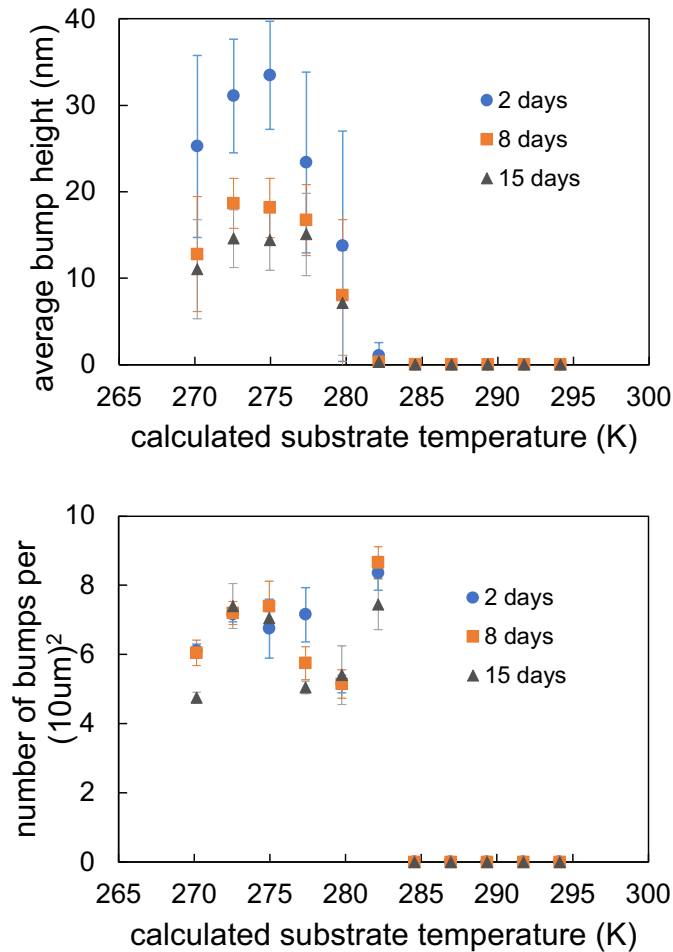 40
30
20
10
0
average bump height (nm)
2 days
8 days
15 days
265 270 275 280 285 290 295 300
calculated substrate temperature (K)
10
8
6
4
2
0
number of bumps per
(10um)²
2 days
8 days
15 days
265 270 275 280 285 290 295 300
calculated substrate temperature (K)